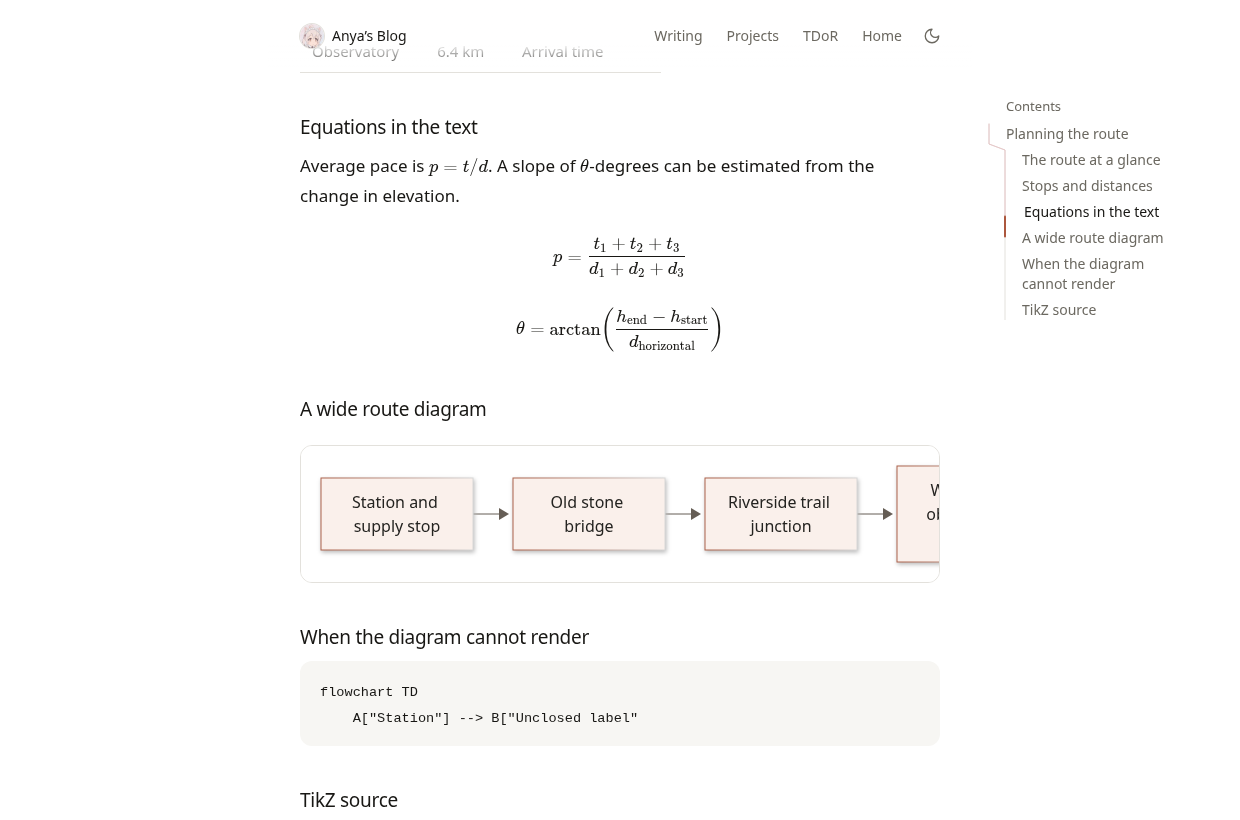 Anya’s Blog
Writing Projects TDoR Home
Observatory 6.4 km Arrival time
Equations in the text
Average pace is p = t/d. A slope of θ-degrees can be estimated from the
change in elevation.
p = (t₁ + t₂ + t₃) / (d₁ + d₂ + d₃)
θ = arctan((h_end − h_start) / d_horizontal)
A wide route diagram
Station and
supply stop
Old stone
bridge
Riverside trail
junction
When the diagram cannot render
flowchart TD
    A["Station"] --> B["Unclosed label"
TikZ source
Contents
Planning the route
The route at a glance
Stops and distances
Equations in the text
A wide route diagram
When the diagram
cannot render
TikZ source